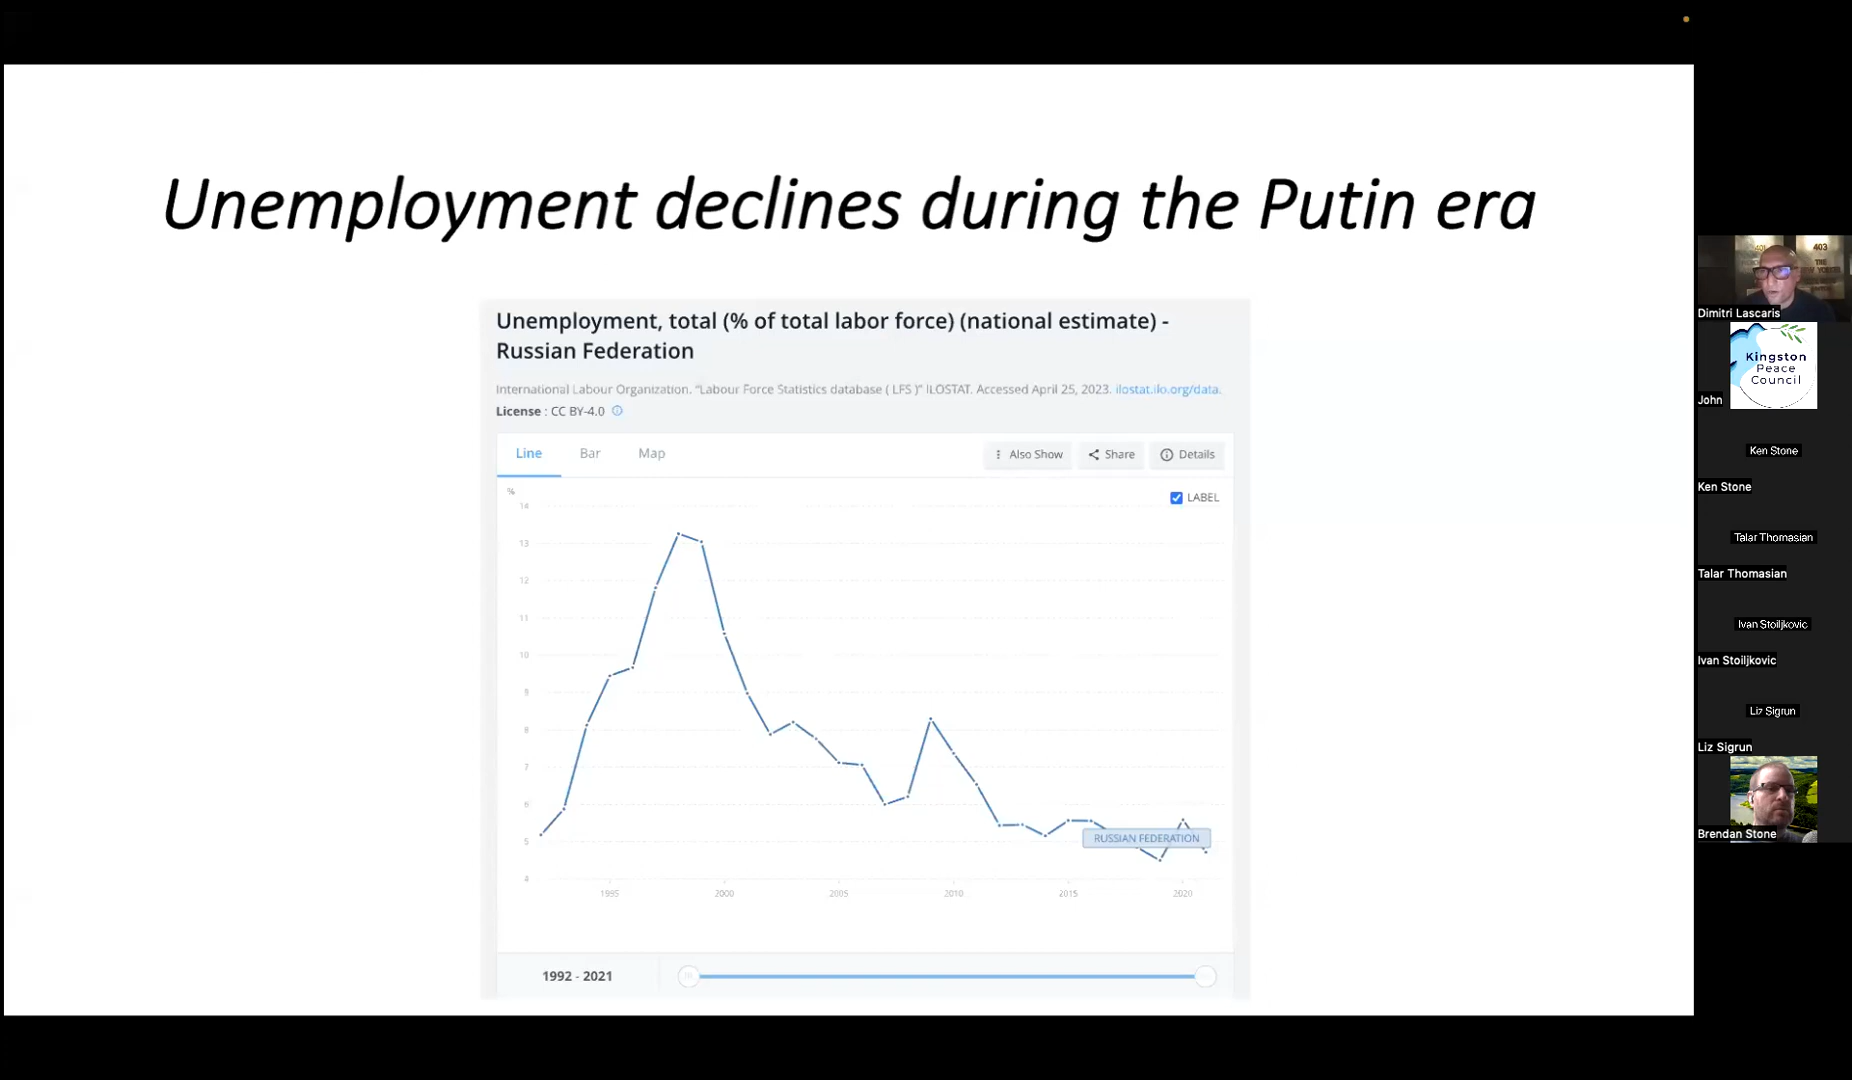 Unemployment declines during the Putin era
Unemployment, total (% of total labor force) (national estimate) -
Russian Federation
International Labour Organization. "Labour Force Statistics database ( LFS )" ILOSTAT. Accessed April 25, 2023. ilostat.ilo.org/data.
License : CC BY-4.0
Line Bar Map Also Show Share Details
% LABEL
14
13
12
11
10
9
8
7
6
5
4
RUSSIAN FEDERATION
1995 2000 2005 2010 2015 2020
1992 - 2021
403
THE
Dimitri Lascaris
Kingston
Peace
Council
John
Ken Stone
Ken Stone
Talar Thomasian
Talar Thomasian
Ivan Stoiljkovic
Ivan Stoiljkovic
Liz Sigrun
Liz Sigrun
Brendan Stone